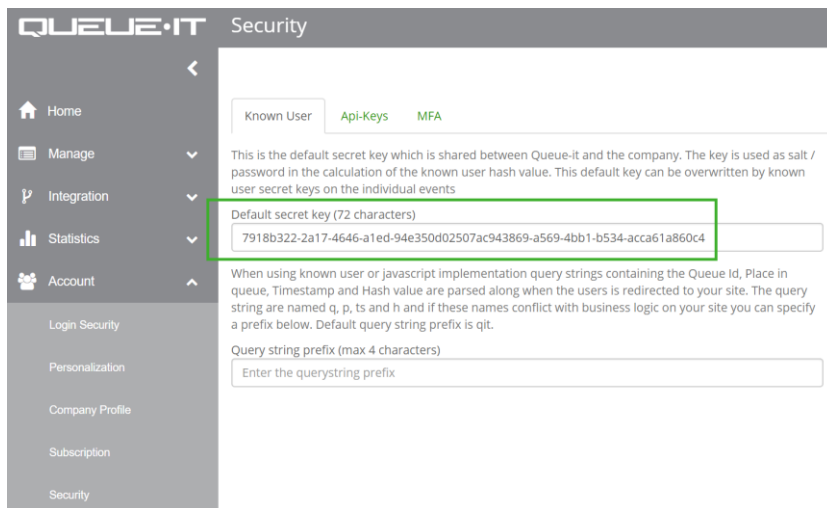 QUEUE·IT
Security
Home
Manage
Integration
Statistics
Account
Login Security
Personalization
Company Profile
Subscription
Security
Known User
Api-Keys
MFA
This is the default secret key which is shared between Queue-it and the company. The key is used as salt /
password in the calculation of the known user hash value. This default key can be overwritten by known
user secret keys on the individual events
Default secret key (72 characters)
7918b322-2a17-4646-a1ed-94e350d02507ac943869-a569-4bb1-b534-acca61a860c4
When using known user or javascript implementation query strings containing the Queue Id, Place in
queue, Timestamp and Hash value are parsed along when the users is redirected to your site. The query
string are named q, p, ts and h and if these names conflict with business logic on your site you can specify
a prefix below. Default query string prefix is qit.
Query string prefix (max 4 characters)
Enter the querystring prefix